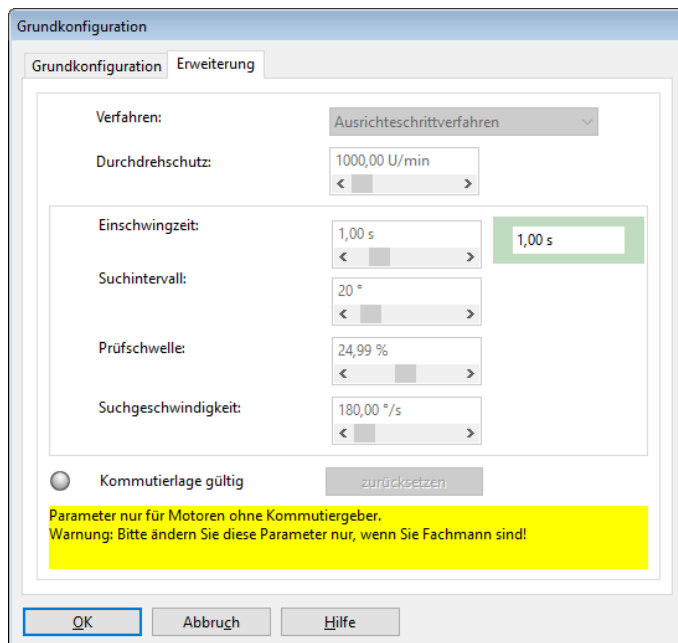 Grundkonfiguration
Grundkonfiguration Erweiterung
Verfahren: Ausrichteschrittverfahren
Durchdrehschutz: 1000,00 U/min
Einschwingzeit: 1,00 s 1,00 s
Suchintervall: 20 °
Prüfschwelle: 24,99 %
Suchgeschwindigkeit: 180,00 °/s
Kommutierlage gültig zurücksetzen
Parameter nur für Motoren ohne Kommutiergeber.
Warnung: Bitte ändern Sie diese Parameter nur, wenn Sie Fachmann sind!
OK Abbruch Hilfe